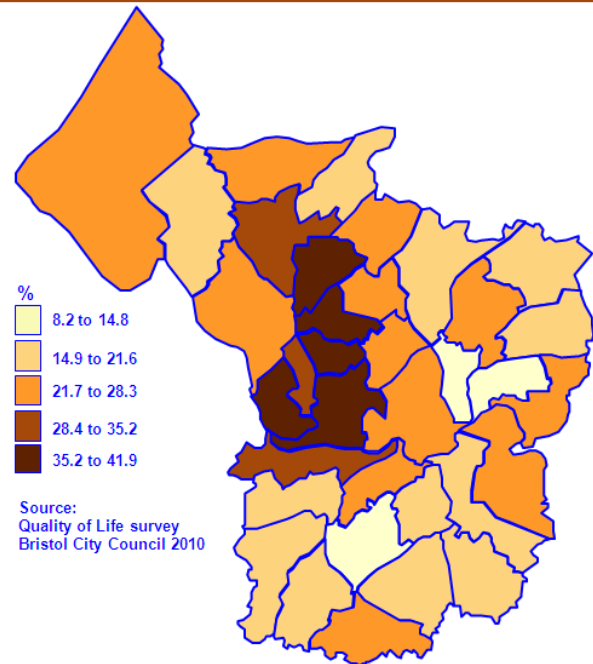 %
8.2 to 14.8
14.9 to 21.6
21.7 to 28.3
28.4 to 35.2
35.2 to 41.9
Source:
Quality of Life survey
Bristol City Council 2010